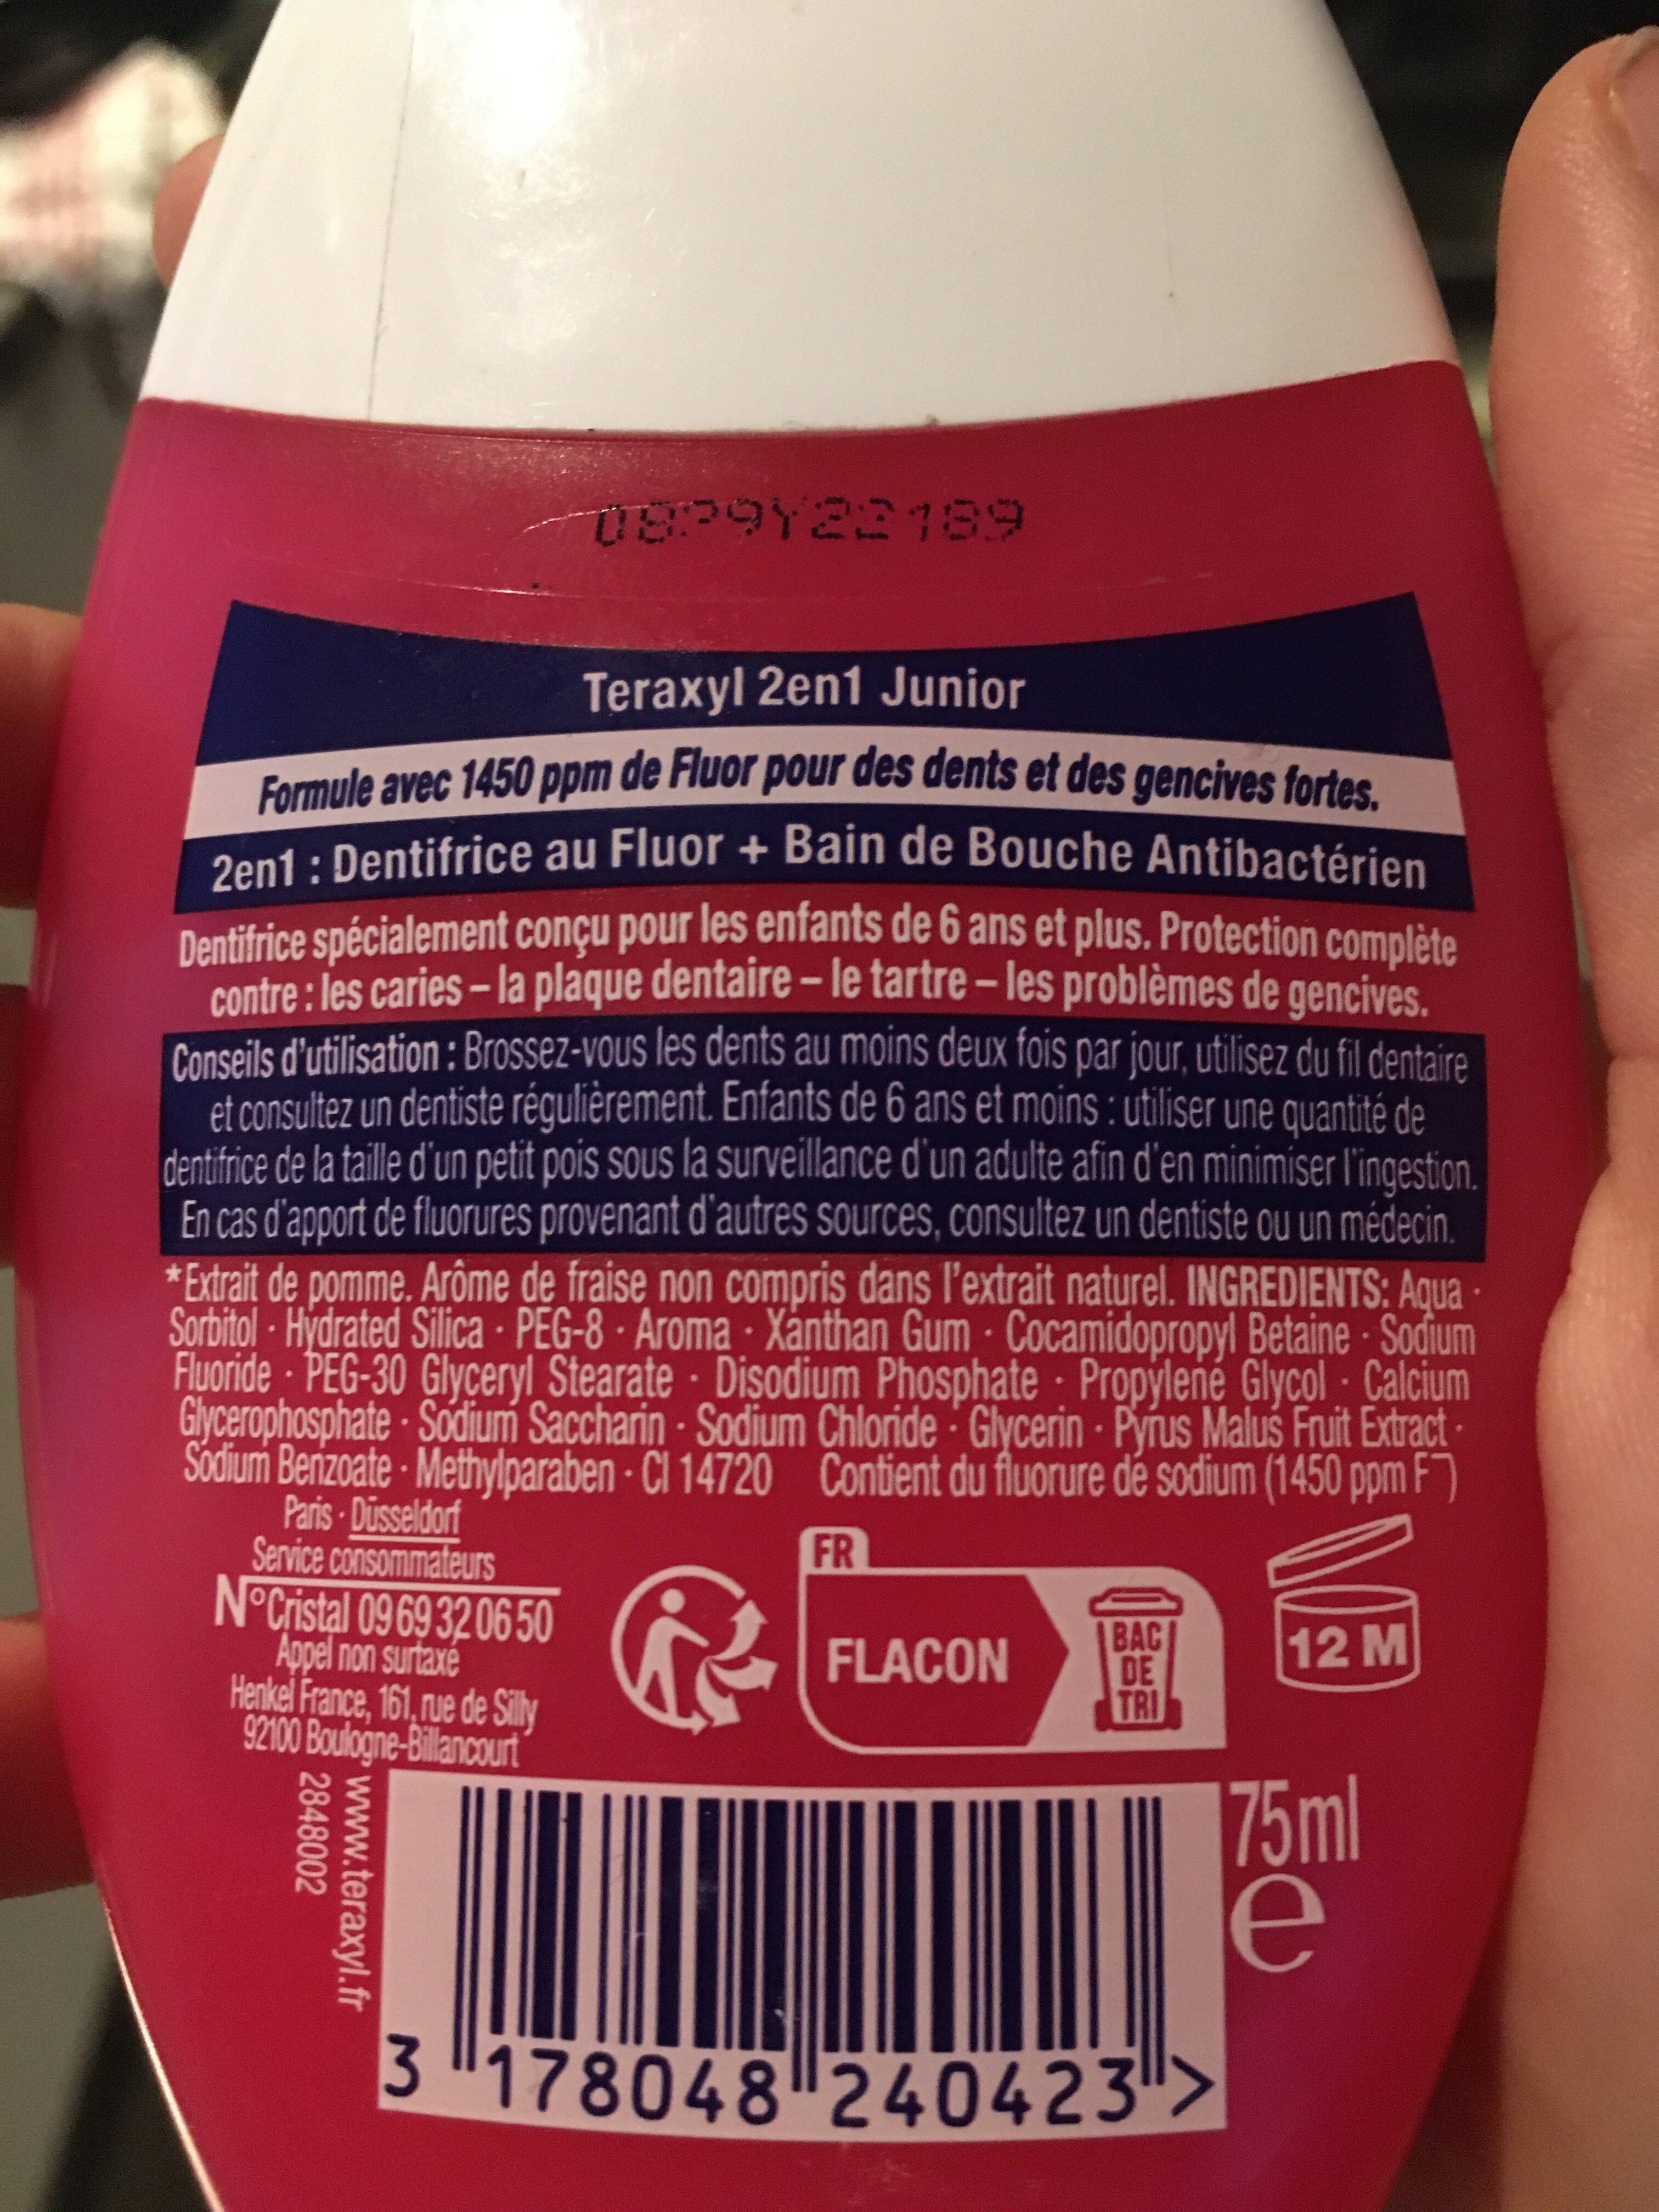 Teraxyl 2en1 Junior
Formule avec 1450 ppm de Fluor pour des dents et des gencives fortes.
2en1 : Dentifrice au Fluor + Bain de Bouche Antibactérien
Dentifrice spécialement conçu pour les enfants de 6 ans et plus. Protection complète
contre : les caries – la plaque dentaire – le tartre – les problèmes de gencives.
Conseils d'utilisation : Brossez-vous les dents au moins deux fois par jour, utilisez du fil dentaire
et consultez un dentiste régulièrement. Enfants de 6 ans et moins : utiliser une quantité de
dentifrice de la taille d'un petit pois sous la surveillance d'un adulte afin d'en minimiser l'ingestion.
En cas d'apport de fluorures provenant d'autres sources, consultez un dentiste ou un médecin.
*Extrait de pomme. Arôme de fraise non compris dans l'extrait naturel. INGREDIENTS: Aqua ·
Sorbitol · Hydrated Silica · PEG-8 · Aroma · Xanthan Gum · Cocamidopropyl Betaine · Sodium
Fluoride · PEG-30 Glyceryl Stearate · Disodium Phosphate · Propylene Glycol · Calcium
Glycerophosphate · Sodium Saccharin · Sodium Chloride · Glycerin · Pyrus Malus Fruit Extract ·
Sodium Benzoate · Methylparaben · CI 14720 Contient du fluorure de sodium (1450 ppm F⁻)
Paris · Düsseldorf
Service consommateurs
N°Cristal 09 69 32 06 50
Appel non surtaxé
Henkel France, 161, rue de Silly
92100 Boulogne-Billancourt
www.teraxyl.fr
2848002
FR
FLACON
BAC
DE
TRI
12 M
75ml
e
3 178048 240423 >